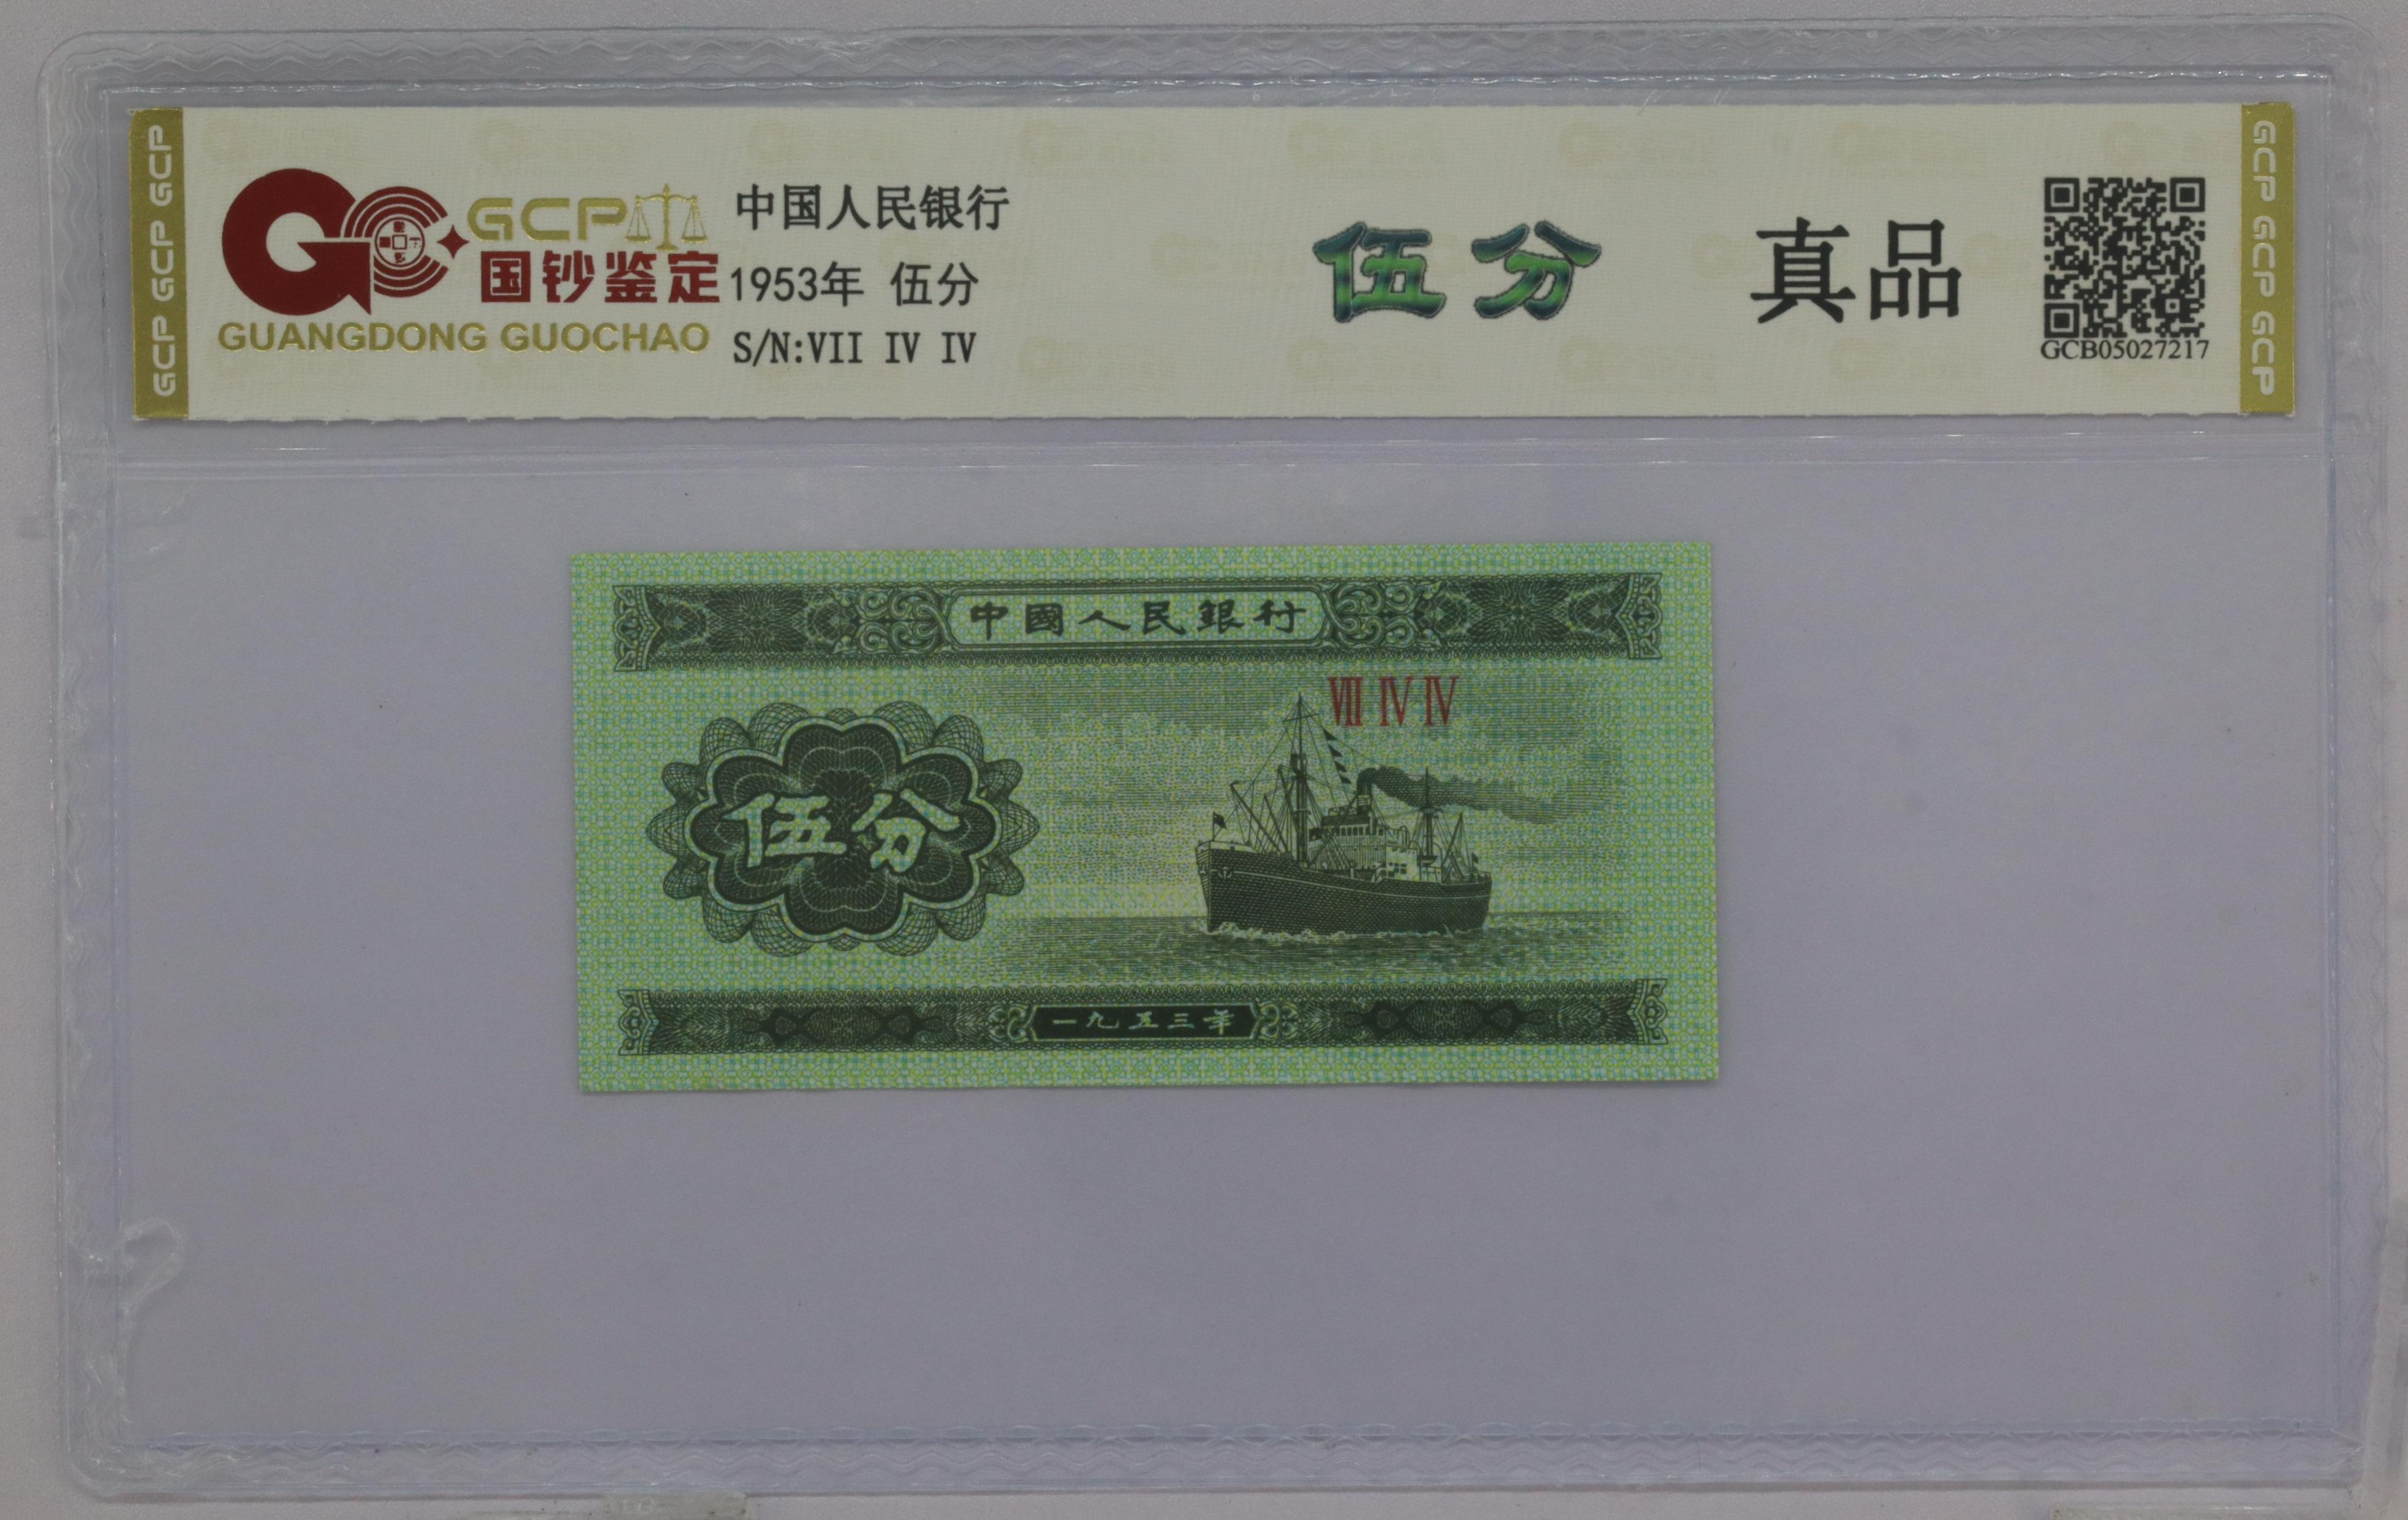 GCP GCP GCP
GCP
国钞鉴定
GUANGDONG GUOCHAO
中国人民银行
1953年 伍分
S/N:VII IV IV
伍分
真品
GCB05027217
GCP GCP GCP
中國人民銀行
VII IV IV
伍分
一九五三年